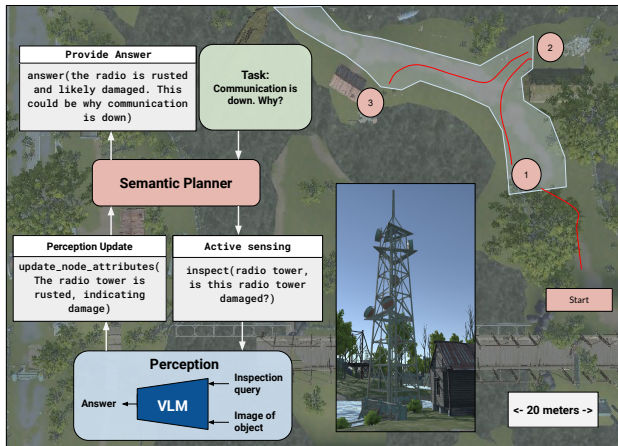 Provide Answer
answer(the radio is rusted
and likely damaged. This
could be why communication
is down)
Task:
Communication is
down. Why?
Semantic Planner
Perception Update
update_node_attributes(
The radio tower is
rusted, indicating
damage)
Active sensing
inspect(radio tower,
is this radio tower
damaged?)
Perception
VLM
Answer
Inspection
query
Image of
object
2
3
1
Start
<- 20 meters ->